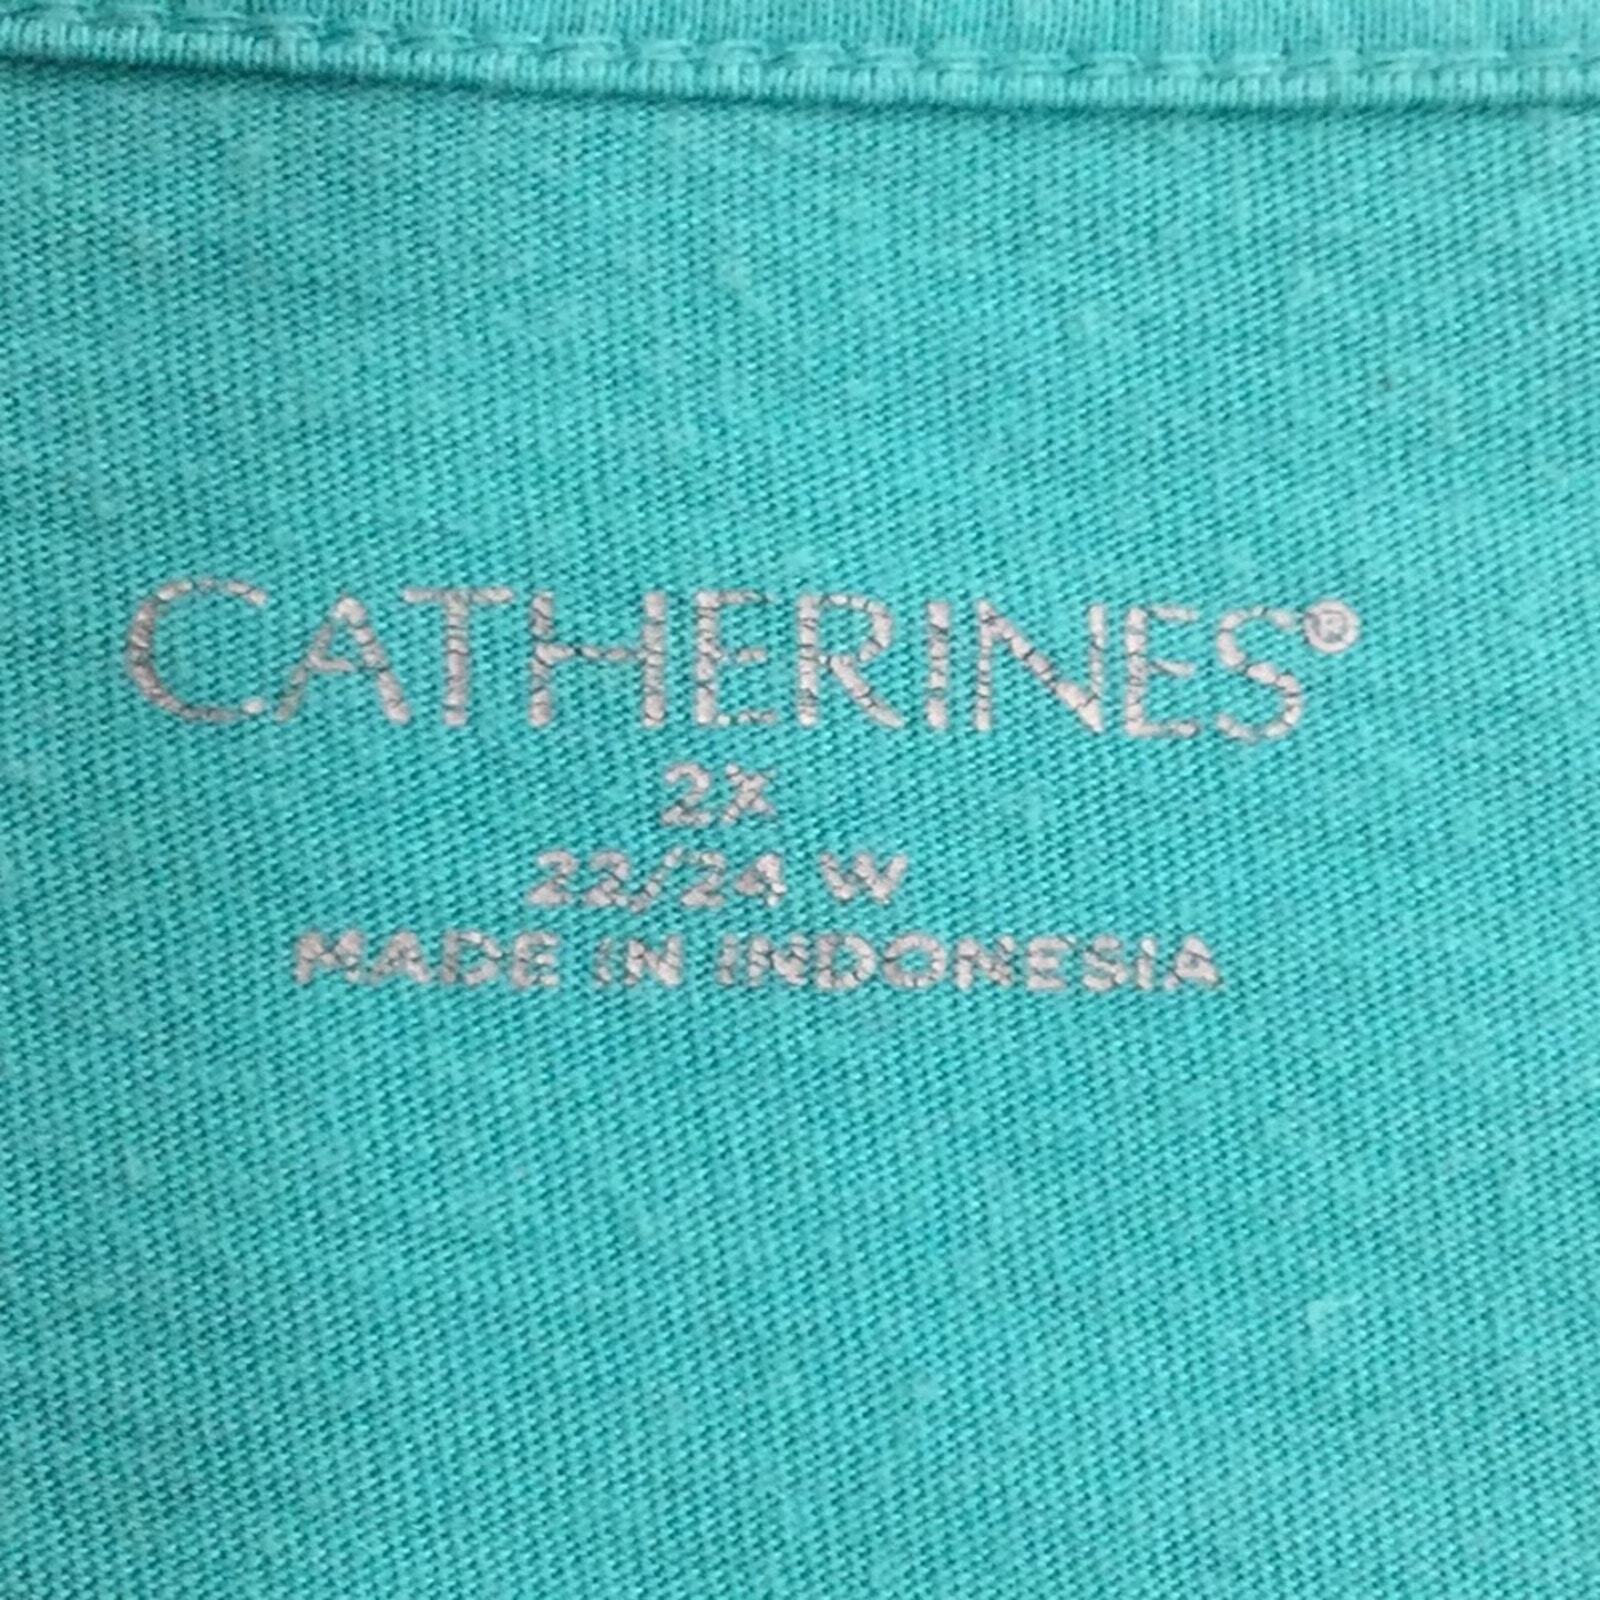 CATHERINES®
2X
22/24 W
MADE IN INDONESIA